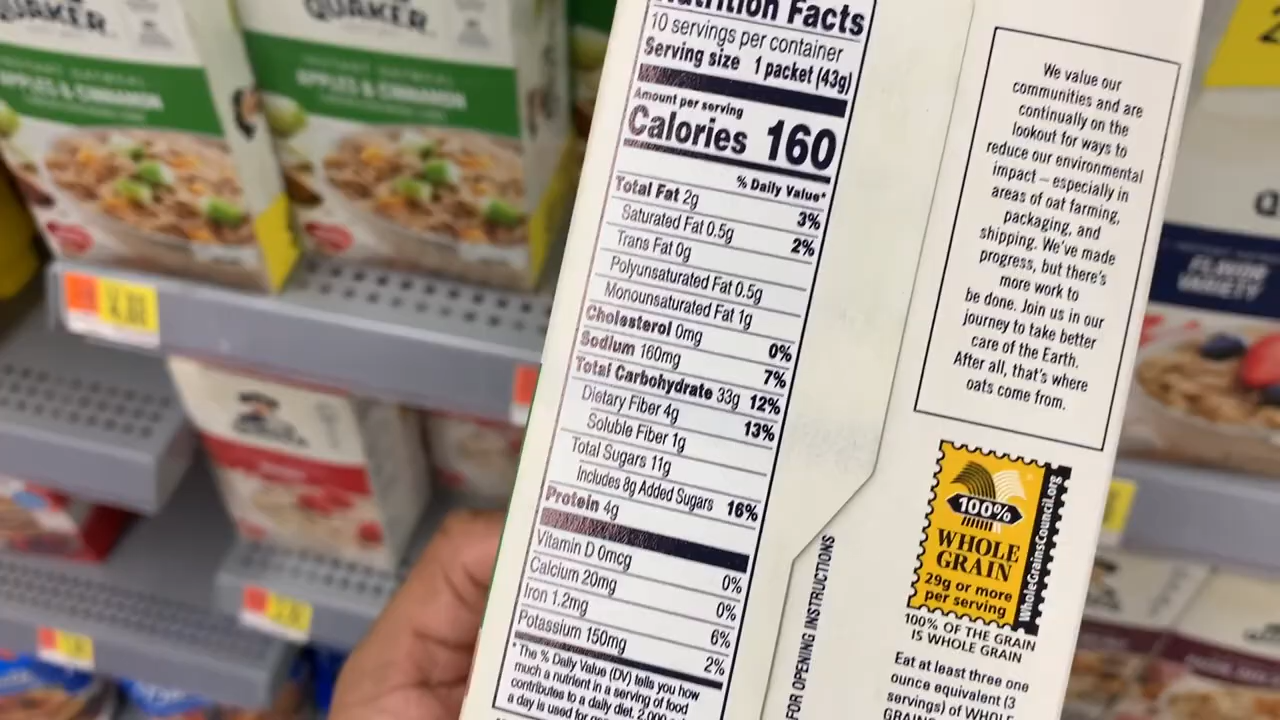 QUAKER
QUAKER
APPLES & CINNAMON
APPLES & CINNAMON
Nutrition Facts
10 servings per container
Serving size 1 packet (43g)
Amount per serving
Calories 160
% Daily Value*
Total Fat 2g 3%
Saturated Fat 0.5g 2%
Trans Fat 0g
Polyunsaturated Fat 0.5g
Monounsaturated Fat 1g
Cholesterol 0mg 0%
Sodium 160mg 7%
Total Carbohydrate 33g 12%
Dietary Fiber 4g 13%
Soluble Fiber 1g
Total Sugars 11g
Includes 8g Added Sugars 16%
Protein 4g
Vitamin D 0mcg 0%
Calcium 20mg 0%
Iron 1.2mg 6%
Potassium 150mg 2%
* The % Daily Value (DV) tells you how
much a nutrient in a serving of food
contributes to a daily diet. 2,000
a day is used for
FOR OPENING INSTRUCTIONS
We value our
communities and are
continually on the
lookout for ways to
reduce our environmental
impact – especially in
areas of oat farming,
packaging, and
shipping. We've made
progress, but there's
more work to
be done. Join us in our
journey to take better
care of the Earth.
After all, that's where
oats come from.
100%
WHOLE
GRAIN
29g or more
per serving
WholeGrainsCouncil.org
100% OF THE GRAIN
IS WHOLE GRAIN
Eat at least three one
ounce equivalent (3
servings) of WHOLE
FLAVOR
VARIETY